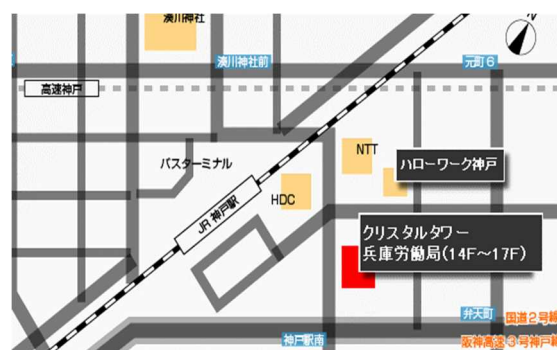 湊川神社
N
湊川神社前
元町6
高速神戸
NTT
バスターミナル
ハローワーク神戸
HDC
JR 神戸駅
クリスタルタワー
兵庫労働局(14F～17F)
弁天町
国道2号線
神戸駅南
阪神高速3号神戸線